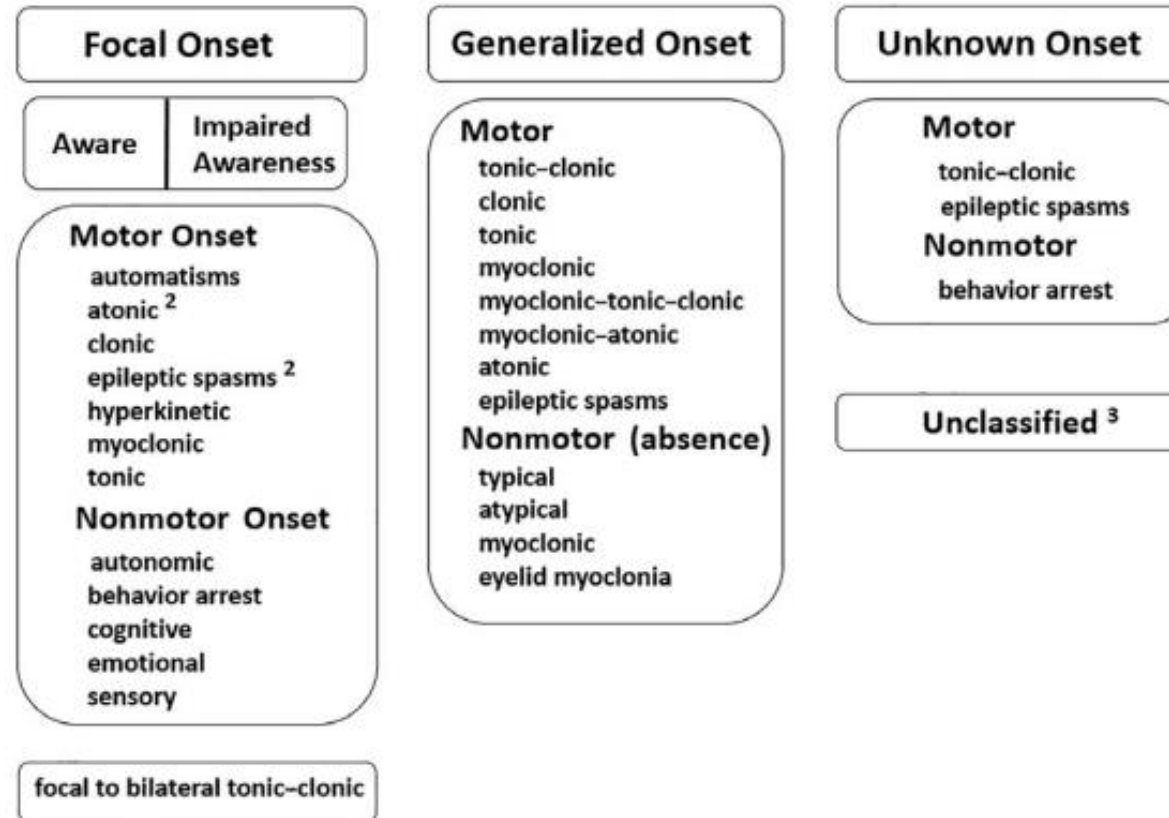 Focal Onset
Aware
Impaired
Awareness
Motor Onset
automatisms
atonic ²
clonic
epileptic spasms ²
hyperkinetic
myoclonic
tonic
Nonmotor Onset
autonomic
behavior arrest
cognitive
emotional
sensory
focal to bilateral tonic–clonic
Generalized Onset
Motor
tonic–clonic
clonic
tonic
myoclonic
myoclonic–tonic–clonic
myoclonic–atonic
atonic
epileptic spasms
Nonmotor (absence)
typical
atypical
myoclonic
eyelid myoclonia
Unknown Onset
Motor
tonic–clonic
epileptic spasms
Nonmotor
behavior arrest
Unclassified ³